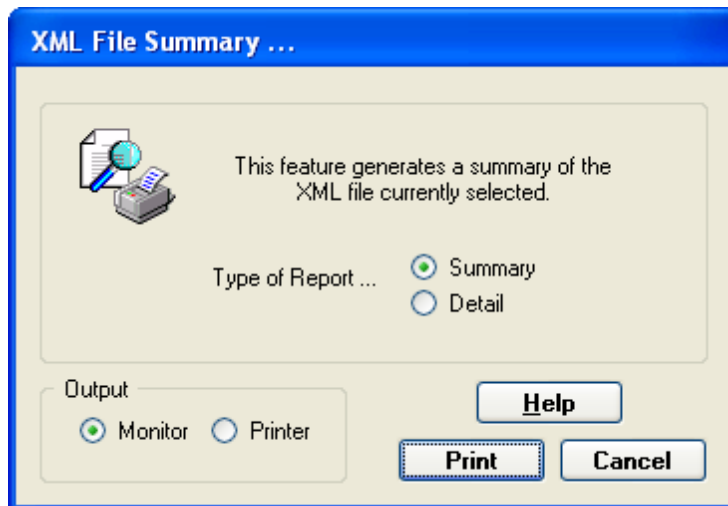 XML File Summary ...
This feature generates a summary of the
XML file currently selected.
Type of Report ...
Summary
Detail
Output
Monitor
Printer
Help
Print
Cancel